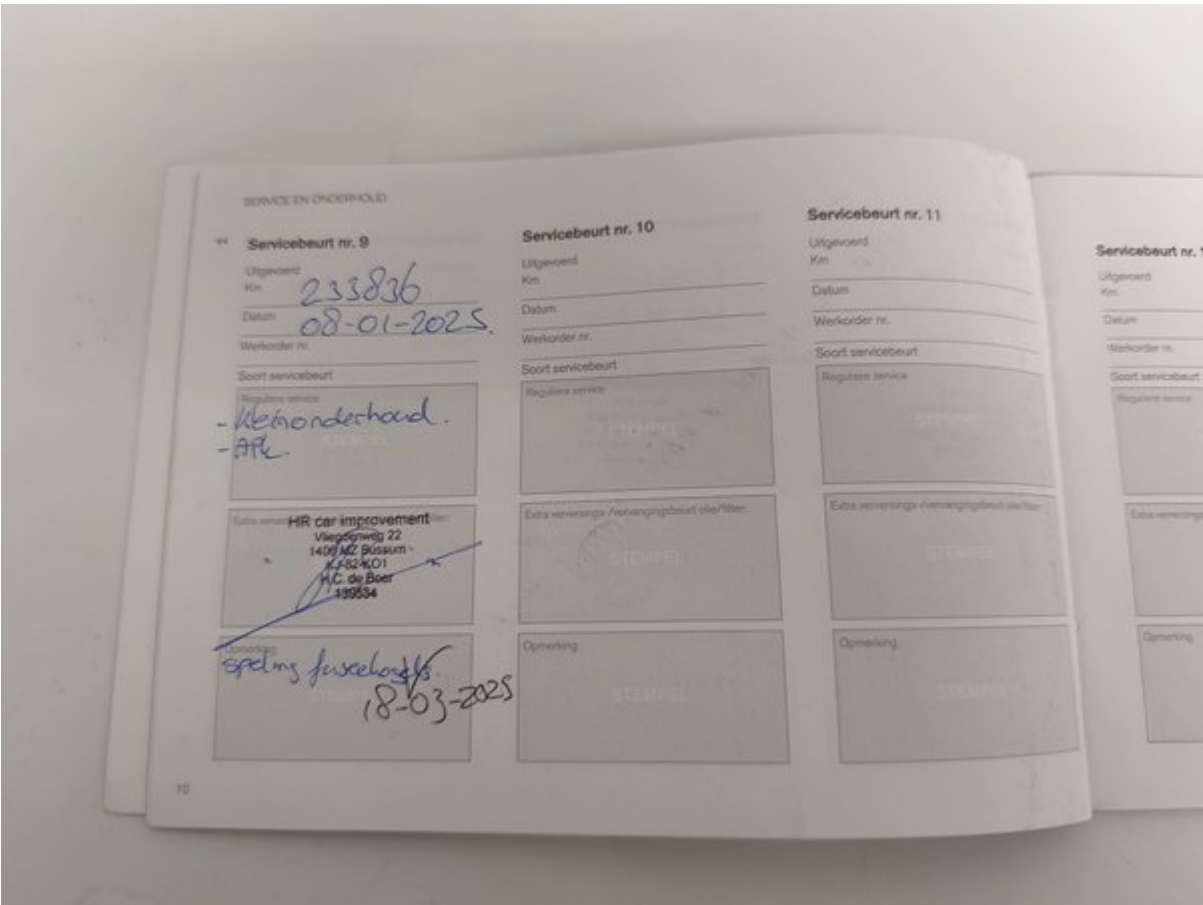 SERVICE EN ONDERHOUD
Servicebeurt nr. 9
Uitgevoerd
Km 233836
Datum 08-01-2025.
Werkorder nr.
Soort servicebeurt
Reguliere service
- Kleinonderhoud.
- APK.
STEMPEL
Extra
HR car improvement
Vliegdenweg 22
1406 MZ Bussum
H.C. de Boer
139534
Opmerking
speling
18-03-2025
Servicebeurt nr. 10
Uitgevoerd
Km
Datum
Werkorder nr.
Soort servicebeurt
Reguliere service
STEMPEL
Extra verversings-/vervangingsbeurt olie/filter:
STEMPEL
Opmerking
STEMPEL
Servicebeurt nr. 11
Uitgevoerd
Km
Datum
Werkorder nr.
Soort servicebeurt
Reguliere service
STEMPEL
Extra verversings-/vervangingsbeurt olie/filter:
STEMPEL
Opmerking
STEMPEL
Servicebeurt nr.
Uitgevoerd
Km
Datum
Werkorder nr.
Soort servicebeurt
Reguliere service
Extra verversings
Opmerking
10